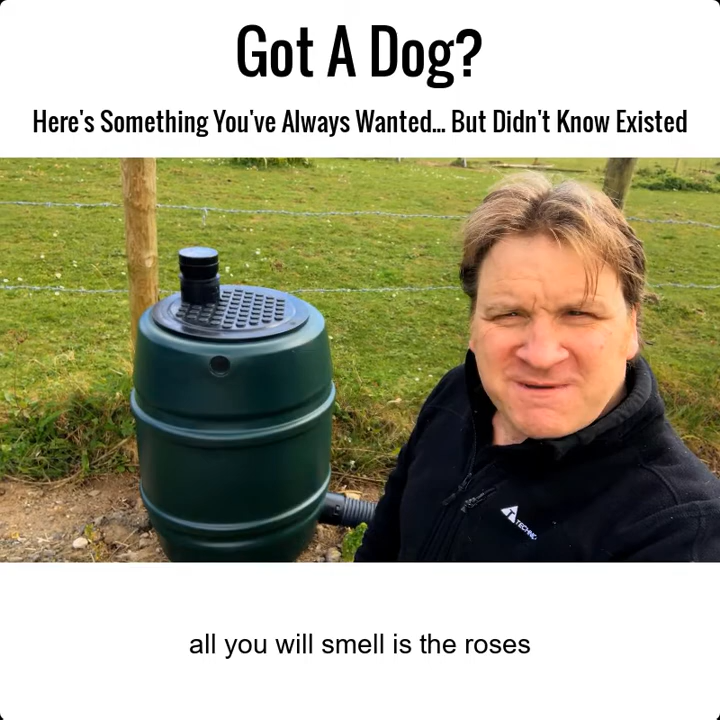 Got A Dog?
Here's Something You've Always Wanted... But Didn't Know Existed
TECHNI
all you will smell is the roses